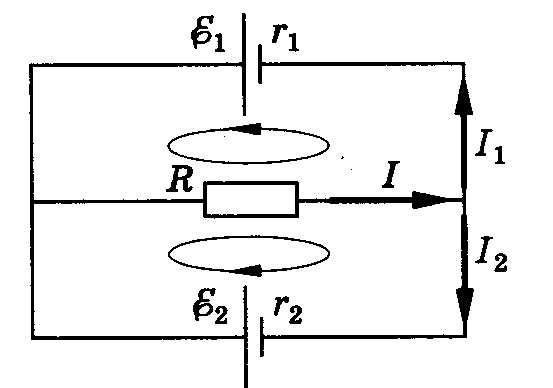 ℰ₁ r₁
I₁
R I
I₂
ℰ₂ r₂